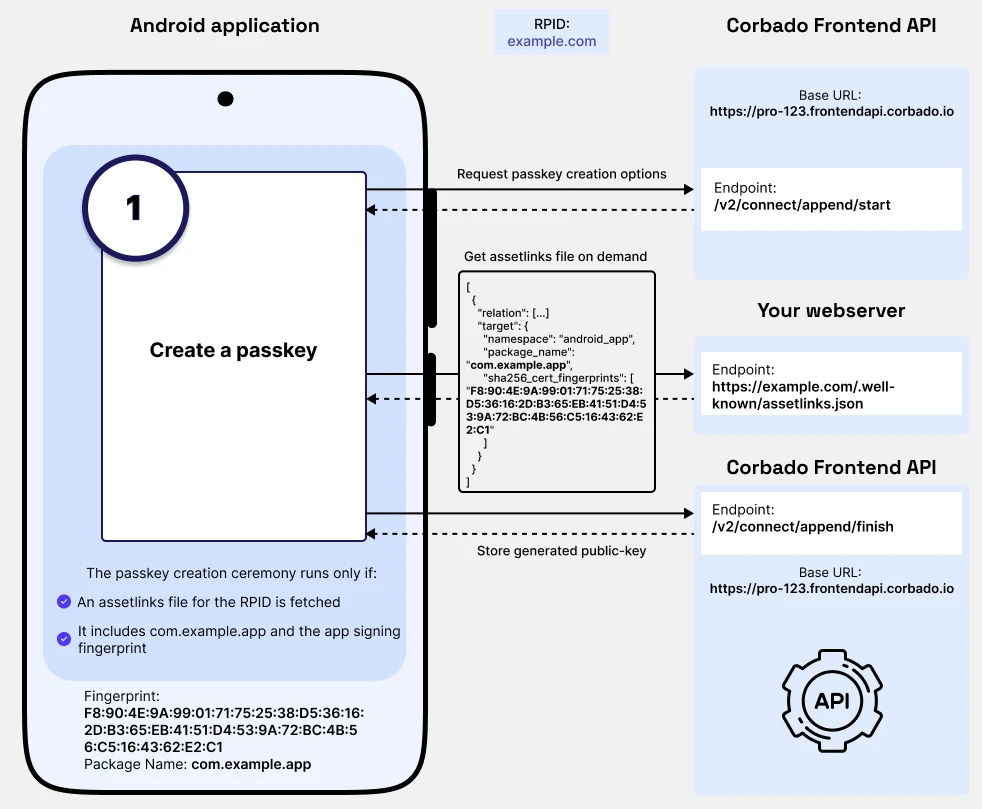 Android application
RPID:
example.com
Corbado Frontend API
Base URL:
https://pro-123.frontendapi.corbado.io
1
Request passkey creation options
Endpoint:
/v2/connect/append/start
Get assetlinks file on demand
[
{
"relation": [...]
"target": {
"namespace": "android_app",
"package_name":
"com.example.app",
"sha256_cert_fingerprints": [
"F8:90:4E:9A:99:01:71:75:25:38:
D5:36:16:2D:B3:65:EB:41:51:D4:5
3:9A:72:BC:4B:56:C5:16:43:62:E
2:C1"
]
}
}
]
Your webserver
Create a passkey
Endpoint:
https://example.com/.well-
known/assetlinks.json
Corbado Frontend API
Endpoint:
/v2/connect/append/finish
Store generated public-key
Base URL:
https://pro-123.frontendapi.corbado.io
API
The passkey creation ceremony runs only if:
An assetlinks file for the RPID is fetched
It includes com.example.app and the app signing
fingerprint
Fingerprint:
F8:90:4E:9A:99:01:71:75:25:38:D5:36:16:
2D:B3:65:EB:41:51:D4:53:9A:72:BC:4B:5
6:C5:16:43:62:E2:C1
Package Name: com.example.app